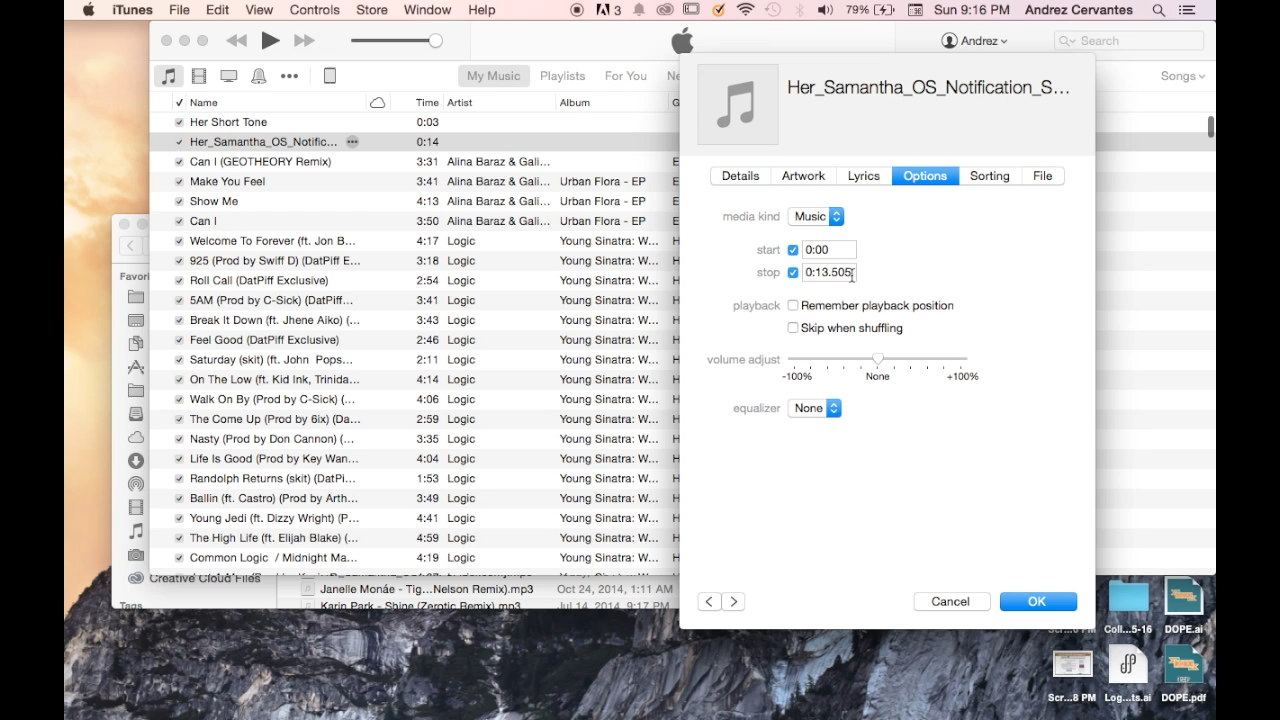 iTunes File Edit View Controls Store Window Help 3 79% Sun 9:16 PM Andrez Cervantes
Andrez Search
My Music Playlists For You Ne Songs
Name Time Artist Album G
Her Short Tone 0:03
Her_Samantha_OS_Notific... 0:14
Can I (GEOTHEORY Remix) 3:31 Alina Baraz & Gali... E
Make You Feel 3:41 Alina Baraz & Gali... Urban Flora - EP E
Show Me 4:13 Alina Baraz & Gali... Urban Flora - EP E
Can I 3:50 Alina Baraz & Gali... Urban Flora - EP E
Welcome To Forever (ft. Jon B... 4:17 Logic Young Sinatra: W... H
925 (Prod by Swiff D) (DatPiff E... 3:18 Logic Young Sinatra: W... H
Roll Call (DatPiff Exclusive) 2:54 Logic Young Sinatra: W... H
5AM (Prod by C-Sick) (DatPiff... 3:41 Logic Young Sinatra: W... H
Break It Down (ft. Jhene Aiko) (... 3:43 Logic Young Sinatra: W... H
Feel Good (DatPiff Exclusive) 2:46 Logic Young Sinatra: W... H
Saturday (skit) (ft. John Pops... 2:11 Logic Young Sinatra: W... H
On The Low (ft. Kid Ink, Trinida... 4:14 Logic Young Sinatra: W... H
Walk On By (Prod by C-Sick) (... 4:06 Logic Young Sinatra: W... H
The Come Up (Prod by 6ix) (Da... 2:59 Logic Young Sinatra: W... H
Nasty (Prod by Don Cannon) (... 3:35 Logic Young Sinatra: W... H
Life Is Good (Prod by Key Wan... 4:04 Logic Young Sinatra: W... H
Randolph Returns (skit) (DatPi... 1:53 Logic Young Sinatra: W... H
Ballin (ft. Castro) (Prod by Arth... 3:49 Logic Young Sinatra: W... H
Young Jedi (ft. Dizzy Wright) (P... 4:41 Logic Young Sinatra: W... H
The High Life (ft. Elijah Blake) (... 4:59 Logic Young Sinatra: W... H
Common Logic / Midnight Ma... 4:19 Logic Young Sinatra: W... H
Her_Samantha_OS_Notification_S...
Details Artwork Lyrics Options Sorting File
media kind Music
start 0:00
stop 0:13.505
playback Remember playback position
Skip when shuffling
volume adjust
-100% None +100%
equalizer None
Cancel OK
Favori
Creative Cloud Files
Tags
Janelle Monáe - Tig...Nelson Remix).mp3 Oct 24, 2014, 1:11 AM
Karin Park - Shine (Zerotic Remix).mp3 Jul 14, 2014, 9:17 PM
Coll...5-16 DOPE.ai
Scr...8 PM Log...ts.ai DOPE.pdf